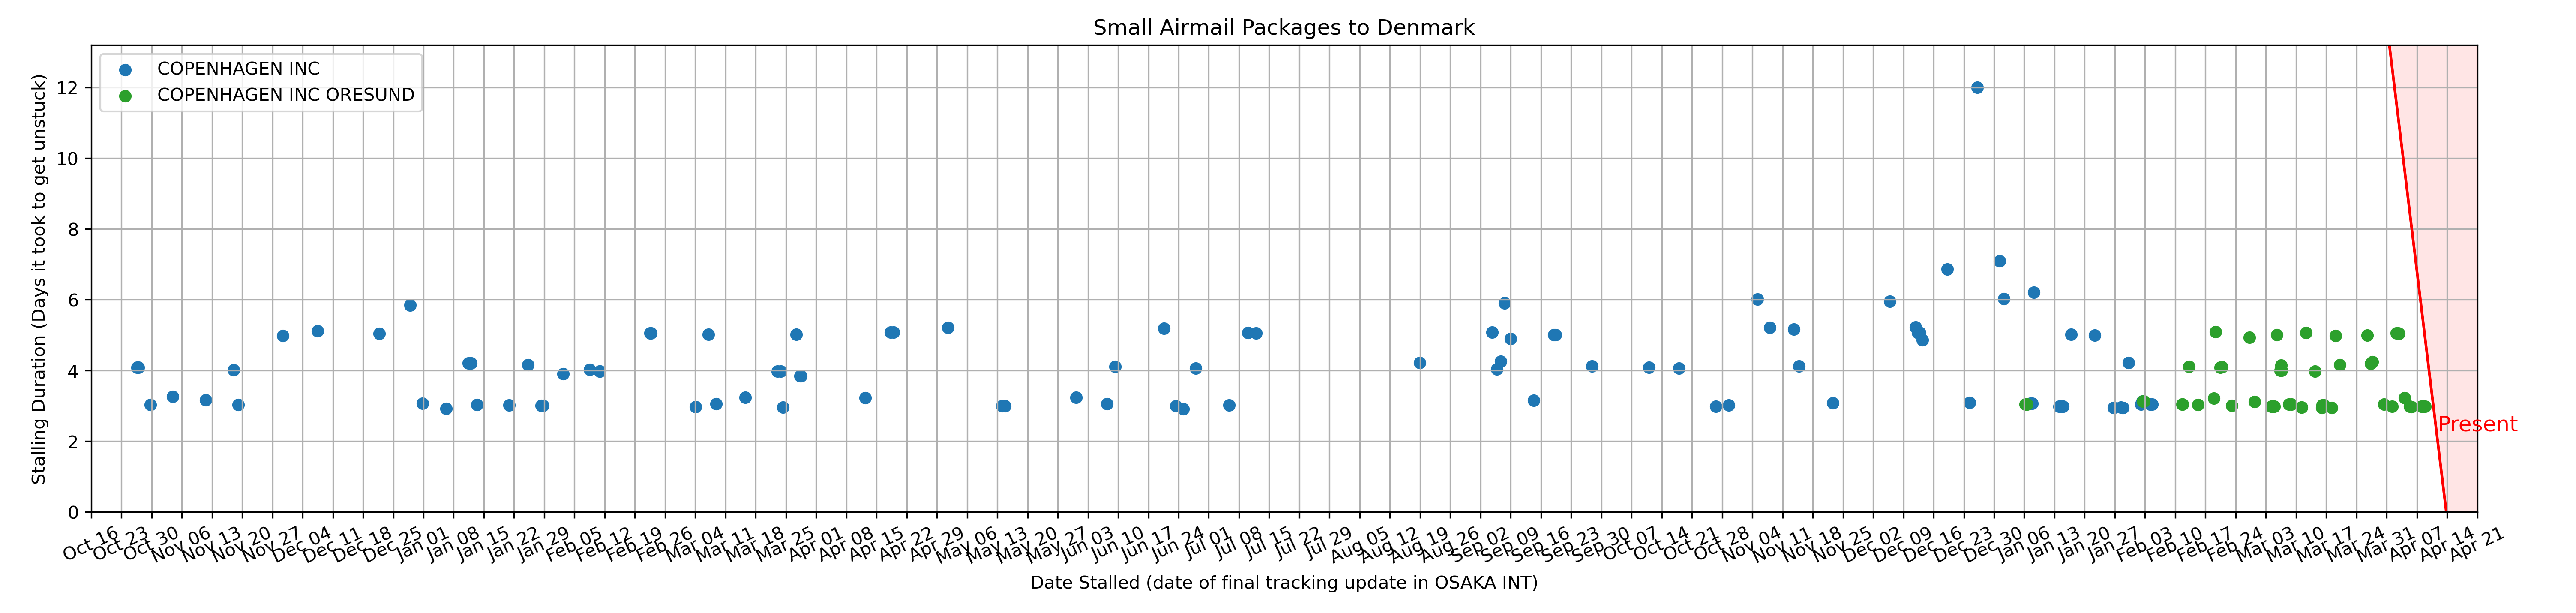 Small Airmail Packages to Denmark
COPENHAGEN INC
COPENHAGEN INC ORESUND
Stalling Duration (Days it took to get unstuck)
12
10
8
6
4
2
0
Present
Oct 16
Oct 23
Oct 30
Nov 06
Nov 13
Nov 20
Nov 27
Dec 04
Dec 11
Dec 18
Dec 25
Jan 01
Jan 08
Jan 15
Jan 22
Jan 29
Feb 05
Feb 12
Feb 19
Feb 26
Mar 04
Mar 11
Mar 18
Mar 25
Apr 01
Apr 08
Apr 15
Apr 22
Apr 29
May 06
May 13
May 20
May 27
Jun 03
Jun 10
Jun 17
Jun 24
Jul 01
Jul 08
Jul 15
Jul 22
Jul 29
Aug 05
Aug 12
Aug 19
Aug 26
Sep 02
Sep 09
Sep 16
Sep 23
Sep 30
Oct 07
Oct 14
Oct 21
Oct 28
Nov 04
Nov 11
Nov 18
Nov 25
Dec 02
Dec 09
Dec 16
Dec 23
Dec 30
Jan 06
Jan 13
Jan 20
Jan 27
Feb 03
Feb 10
Feb 17
Feb 24
Mar 03
Mar 10
Mar 17
Mar 24
Mar 31
Apr 07
Apr 14
Apr 21
Date Stalled (date of final tracking update in OSAKA INT)